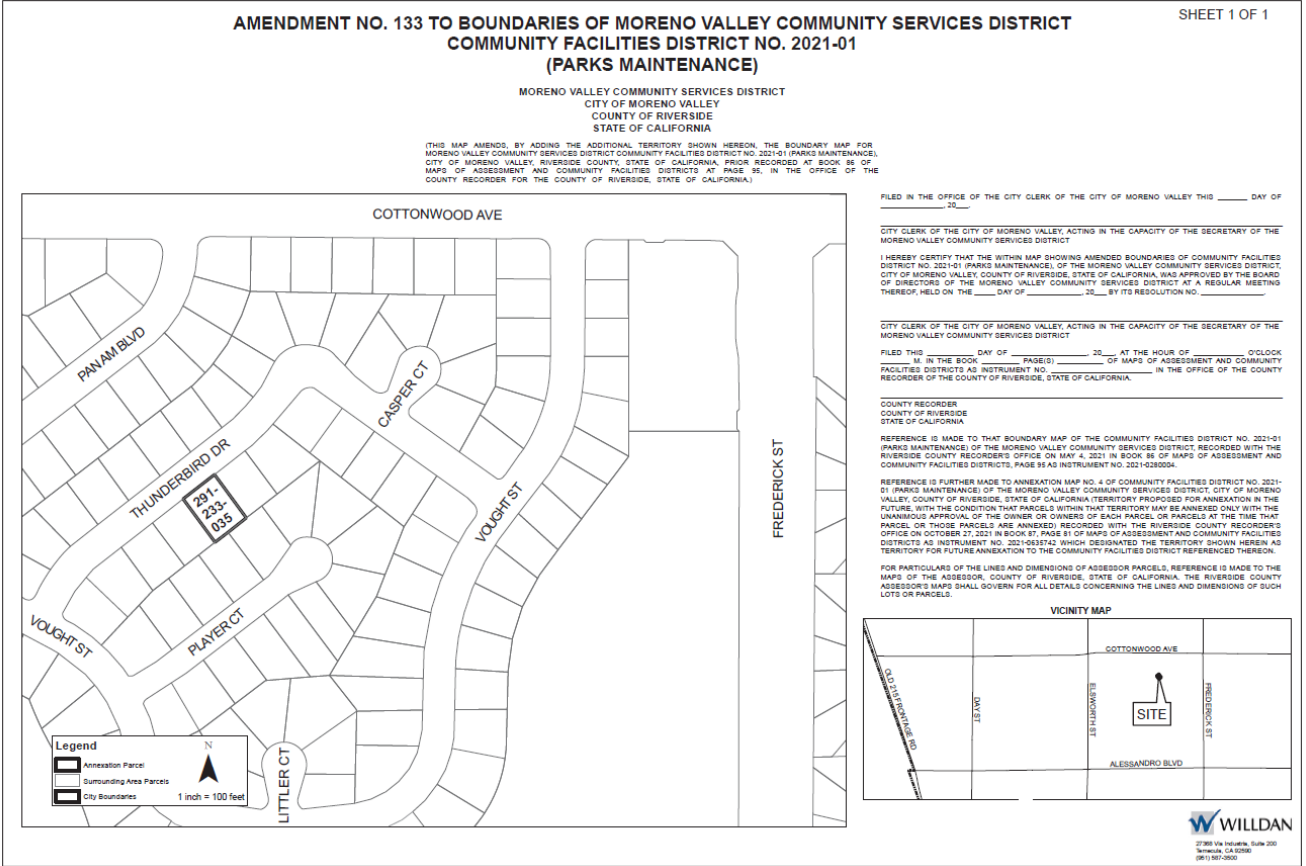 SHEET 1 OF 1
AMENDMENT NO. 133 TO BOUNDARIES OF MORENO VALLEY COMMUNITY SERVICES DISTRICT
COMMUNITY FACILITIES DISTRICT NO. 2021-01
(PARKS MAINTENANCE)
MORENO VALLEY COMMUNITY SERVICES DISTRICT
CITY OF MORENO VALLEY
COUNTY OF RIVERSIDE
STATE OF CALIFORNIA
(THIS MAP AMENDS, BY ADDING THE ADDITIONAL TERRITORY SHOWN HEREON, THE BOUNDARY MAP FOR
MORENO VALLEY COMMUNITY SERVICES DISTRICT COMMUNITY FACILITIES DISTRICT NO. 2021-01 (PARKS MAINTENANCE),
CITY OF MORENO VALLEY, RIVERSIDE COUNTY, STATE OF CALIFORNIA, PRIOR RECORDED AT BOOK 86 OF
MAPS OF ASSESSMENT AND COMMUNITY FACILITIES DISTRICTS AT PAGE 95, IN THE OFFICE OF THE
COUNTY RECORDER FOR THE COUNTY OF RIVERSIDE, STATE OF CALIFORNIA.)
COTTONWOOD AVE
PAN AM BLVD
CASPER CT
THUNDERBIRD DR
291-
233-
035
VOUGHT ST
FREDERICK ST
PLAYER CT
VOUGHT ST
LITTLER CT
Legend
Annexation Parcel
Surrounding Area Parcels
City Boundaries
N
1 inch = 100 feet
FILED IN THE OFFICE OF THE CITY CLERK OF THE CITY OF MORENO VALLEY THIS ______ DAY OF
____________, 20___.
CITY CLERK OF THE CITY OF MORENO VALLEY, ACTING IN THE CAPACITY OF THE SECRETARY OF THE
MORENO VALLEY COMMUNITY SERVICES DISTRICT
I HEREBY CERTIFY THAT THE WITHIN MAP SHOWING AMENDED BOUNDARIES OF COMMUNITY FACILITIES
DISTRICT NO. 2021-01 (PARKS MAINTENANCE), OF THE MORENO VALLEY COMMUNITY SERVICES DISTRICT,
CITY OF MORENO VALLEY, COUNTY OF RIVERSIDE, STATE OF CALIFORNIA, WAS APPROVED BY THE BOARD
OF DIRECTORS OF THE MORENO VALLEY COMMUNITY SERVICES DISTRICT AT A REGULAR MEETING
THEREOF, HELD ON THE ____ DAY OF __________, 20___ BY ITS RESOLUTION NO. ____________.
CITY CLERK OF THE CITY OF MORENO VALLEY, ACTING IN THE CAPACITY OF THE SECRETARY OF THE
MORENO VALLEY COMMUNITY SERVICES DISTRICT
FILED THIS _________ DAY OF ______________, 20___, AT THE HOUR OF __________ O'CLOCK
______ M. IN THE BOOK _______ PAGE(S) _________ OF MAPS OF ASSESSMENT AND COMMUNITY
FACILITIES DISTRICTS AS INSTRUMENT NO. ____________________ IN THE OFFICE OF THE COUNTY
RECORDER OF THE COUNTY OF RIVERSIDE, STATE OF CALIFORNIA.
COUNTY RECORDER
COUNTY OF RIVERSIDE
STATE OF CALIFORNIA
REFERENCE IS MADE TO THAT BOUNDARY MAP OF THE COMMUNITY FACILITIES DISTRICT NO. 2021-01
(PARKS MAINTENANCE) OF THE MORENO VALLEY COMMUNITY SERVICES DISTRICT, RECORDED WITH THE
RIVERSIDE COUNTY RECORDER'S OFFICE ON MAY 4, 2021 IN BOOK 86 OF MAPS OF ASSESSMENT AND
COMMUNITY FACILITIES DISTRICTS, PAGE 95 AS INSTRUMENT NO. 2021-0280004.
REFERENCE IS FURTHER MADE TO ANNEXATION MAP NO. 4 OF COMMUNITY FACILITIES DISTRICT NO. 2021-
01 (PARKS MAINTENANCE) OF THE MORENO VALLEY COMMUNITY SERVICES DISTRICT, CITY OF MORENO
VALLEY, COUNTY OF RIVERSIDE, STATE OF CALIFORNIA (TERRITORY PROPOSED FOR ANNEXATION IN THE
FUTURE, WITH THE CONDITION THAT PARCELS WITHIN THAT TERRITORY MAY BE ANNEXED ONLY WITH THE
UNANIMOUS APPROVAL OF THE OWNER OR OWNERS OF EACH PARCEL OR PARCELS AT THE TIME THAT
PARCEL OR THOSE PARCELS ARE ANNEXED) RECORDED WITH THE RIVERSIDE COUNTY RECORDER'S
OFFICE ON OCTOBER 27, 2021 IN BOOK 87, PAGE 81 OF MAPS OF ASSESSMENT AND COMMUNITY FACILITIES
DISTRICTS AS INSTRUMENT NO. 2021-0635742 WHICH DESIGNATED THE TERRITORY SHOWN HEREIN AS
TERRITORY FOR FUTURE ANNEXATION TO THE COMMUNITY FACILITIES DISTRICT REFERENCED THEREON.
FOR PARTICULARS OF THE LINES AND DIMENSIONS OF ASSESSOR PARCELS, REFERENCE IS MADE TO THE
MAPS OF THE ASSESSOR, COUNTY OF RIVERSIDE, STATE OF CALIFORNIA. THE RIVERSIDE COUNTY
ASSESSOR'S MAPS SHALL GOVERN FOR ALL DETAILS CONCERNING THE LINES AND DIMENSIONS OF SUCH
LOTS OR PARCELS.
VICINITY MAP
COTTONWOOD AVE
OLD 215 FRONTAGE RD
DAY ST
ELSWORTH ST
FREDERICK ST
SITE
ALESSANDRO BLVD
WILLDAN
27368 Via Industria, Suite 200
Temecula, CA 92590
(951) 587-3500